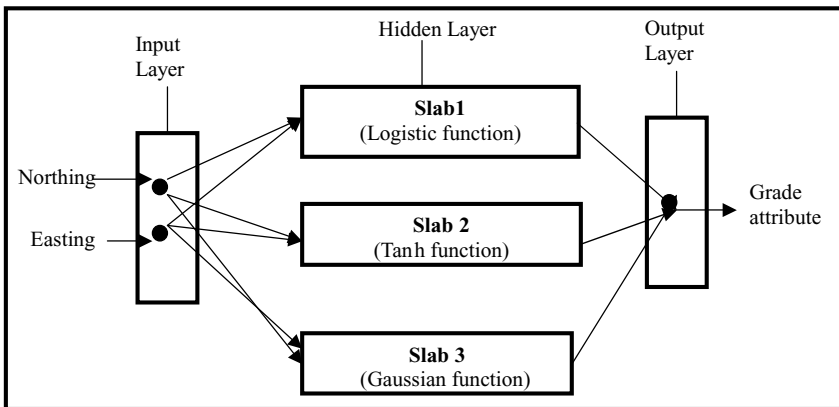 Input
Layer
Hidden Layer
Output
Layer
Slab1
(Logistic function)
Northing
Easting
Slab 2
(Tanh function)
Grade
attribute
Slab 3
(Gaussian function)